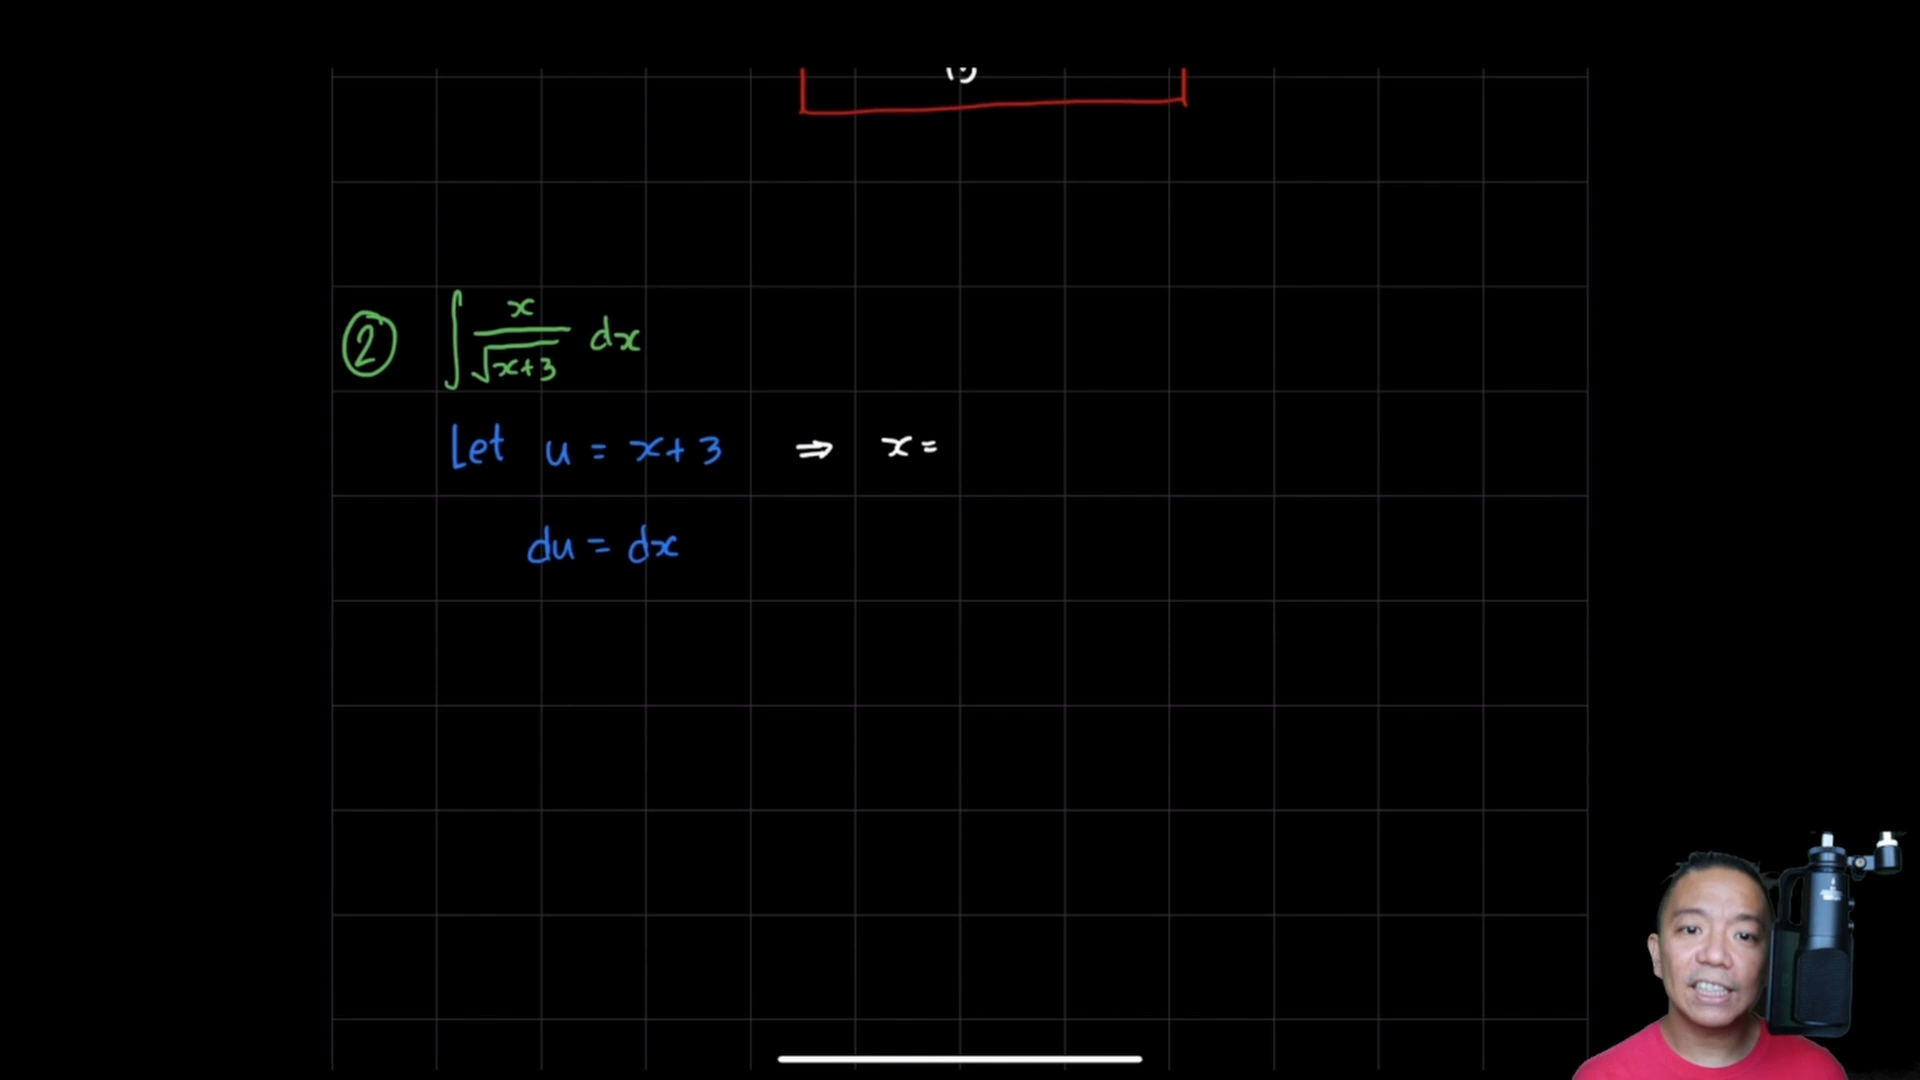 ② ∫ x/√(x+3) dx
Let u = x + 3 ⇒ x =
du = dx